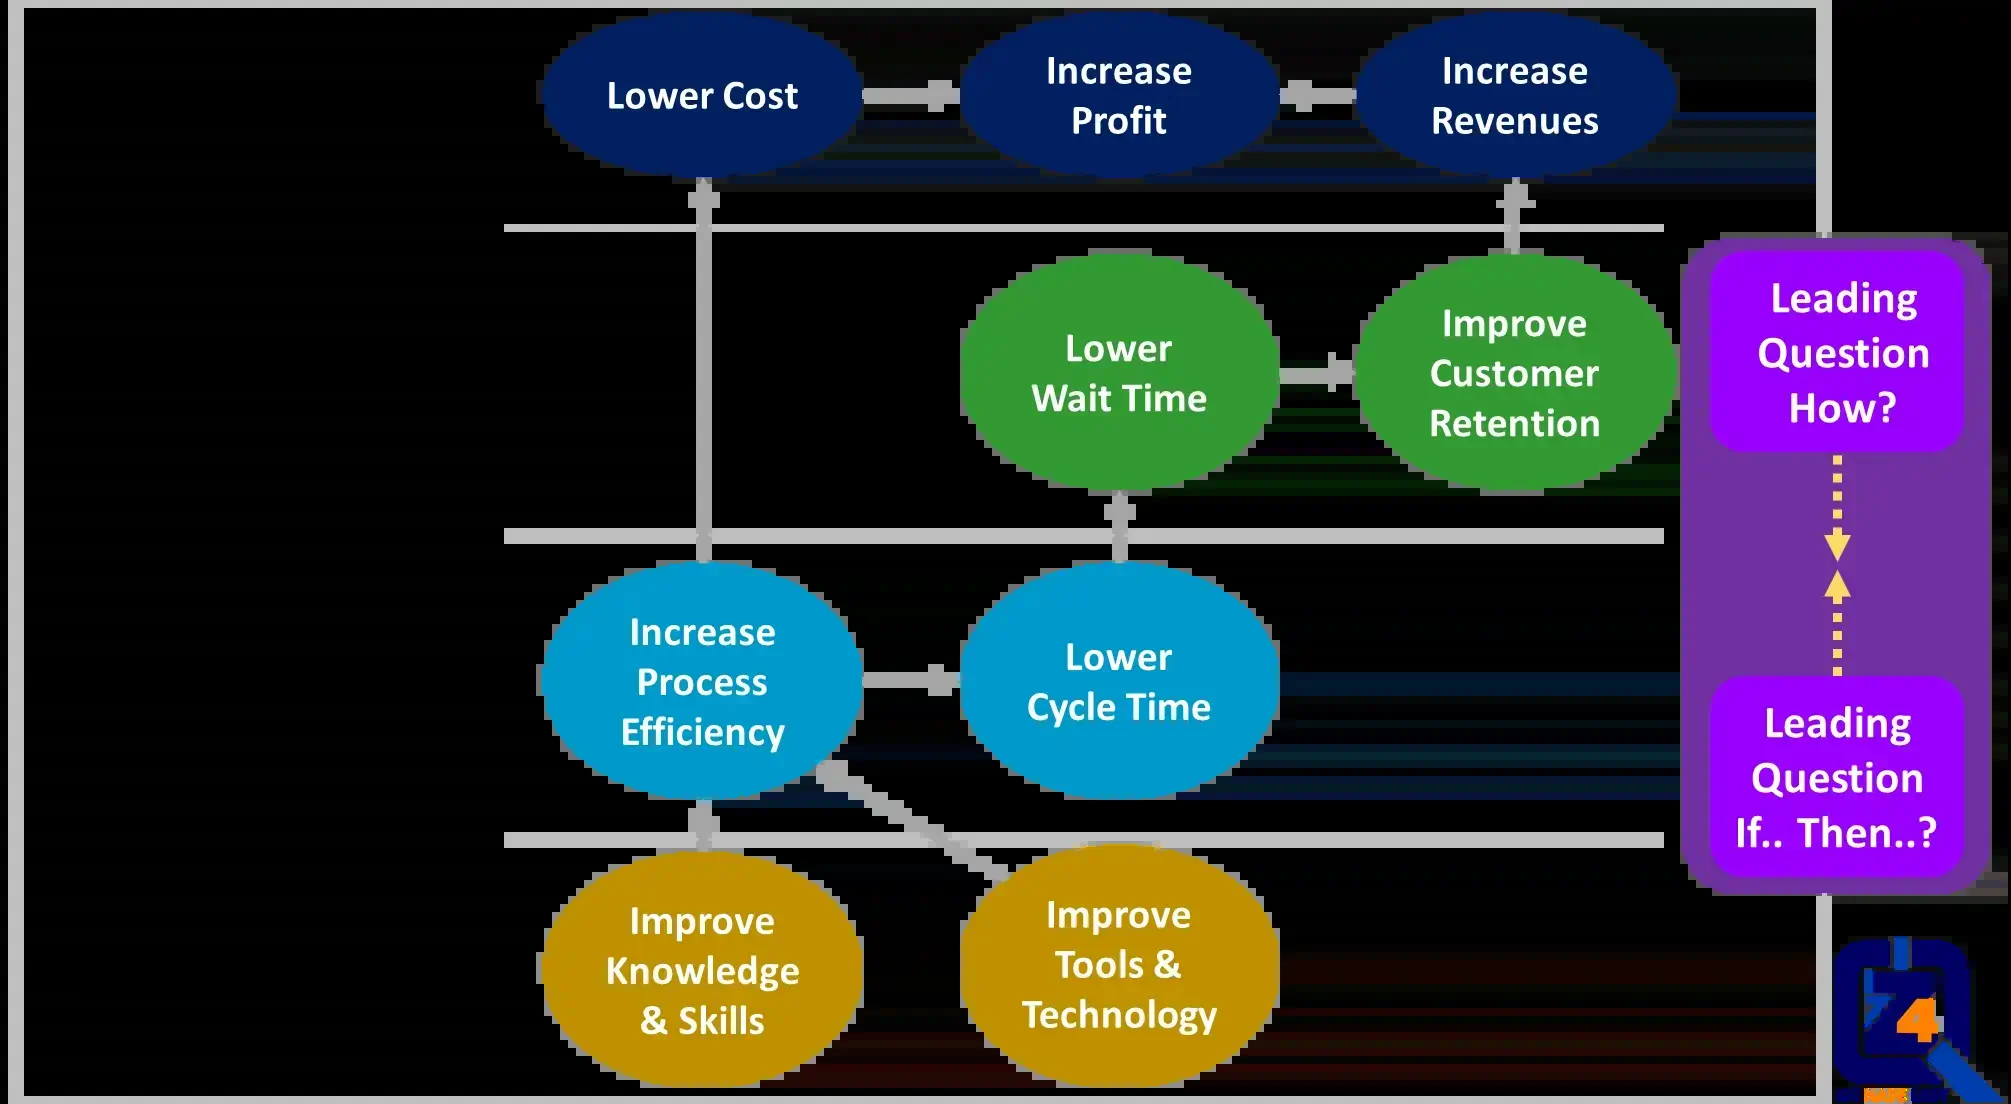 Lower Cost
Increase
Profit
Increase
Revenues
Lower
Wait Time
Improve
Customer
Retention
Leading
Question
How?
Increase
Process
Efficiency
Lower
Cycle Time
Leading
Question
If.. Then..?
Improve
Knowledge
& Skills
Improve
Tools &
Technology
4